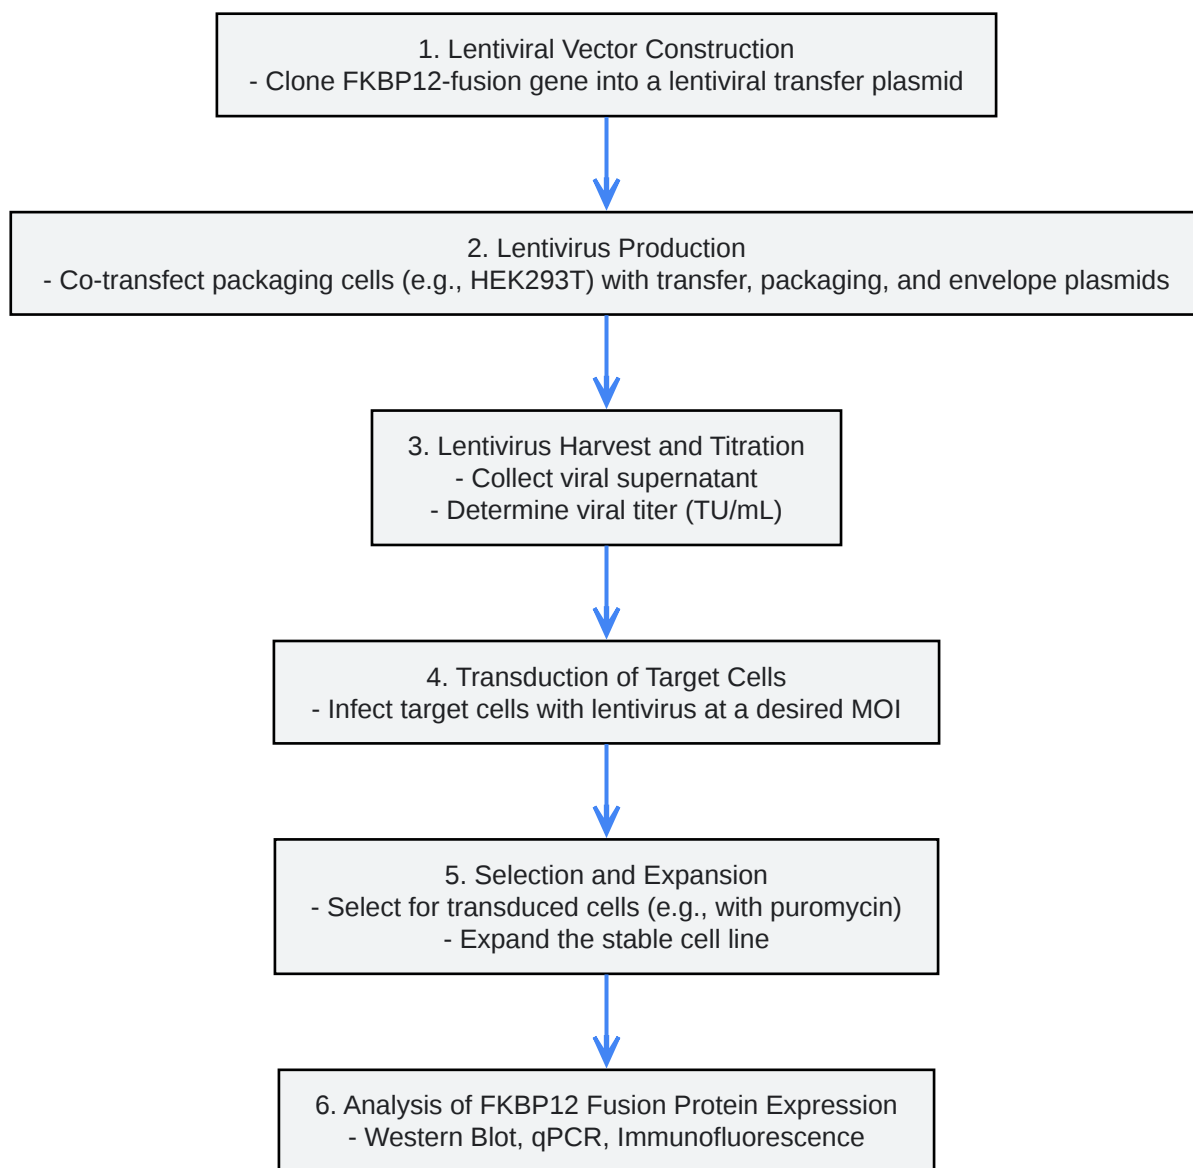 1. Lentiviral Vector Construction
- Clone FKBP12-fusion gene into a lentiviral transfer plasmid
2. Lentivirus Production
- Co-transfect packaging cells (e.g., HEK293T) with transfer, packaging, and envelope plasmids
3. Lentivirus Harvest and Titration
- Collect viral supernatant
- Determine viral titer (TU/mL)
4. Transduction of Target Cells
- Infect target cells with lentivirus at a desired MOI
5. Selection and Expansion
- Select for transduced cells (e.g., with puromycin)
- Expand the stable cell line
6. Analysis of FKBP12 Fusion Protein Expression
- Western Blot, qPCR, Immunofluorescence